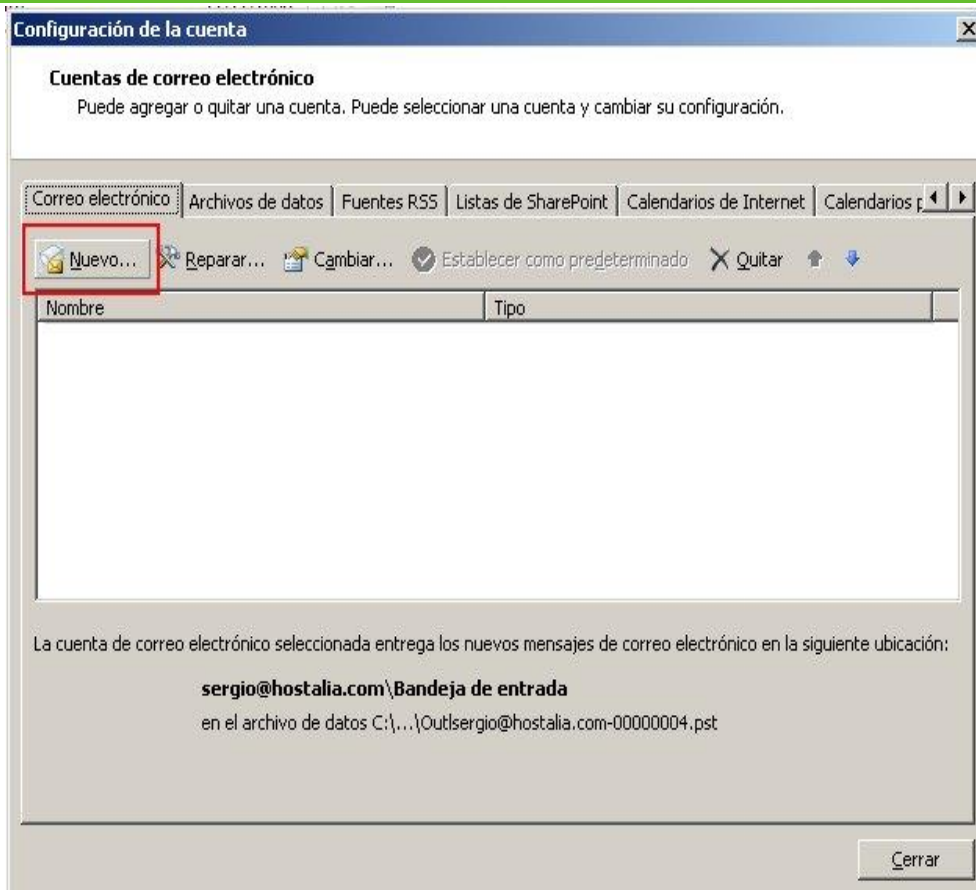 Configuración de la cuenta
Cuentas de correo electrónico
Puede agregar o quitar una cuenta. Puede seleccionar una cuenta y cambiar su configuración.
Correo electrónico Archivos de datos Fuentes RSS Listas de SharePoint Calendarios de Internet Calendarios
Nuevo... Reparar... Cambiar... Establecer como predeterminado Quitar
Nombre Tipo
La cuenta de correo electrónico seleccionada entrega los nuevos mensajes de correo electrónico en la siguiente ubicación:
sergio@hostalia.com\Bandeja de entrada
en el archivo de datos C:\...\Outlsergio@hostalia.com-00000004.pst
Cerrar